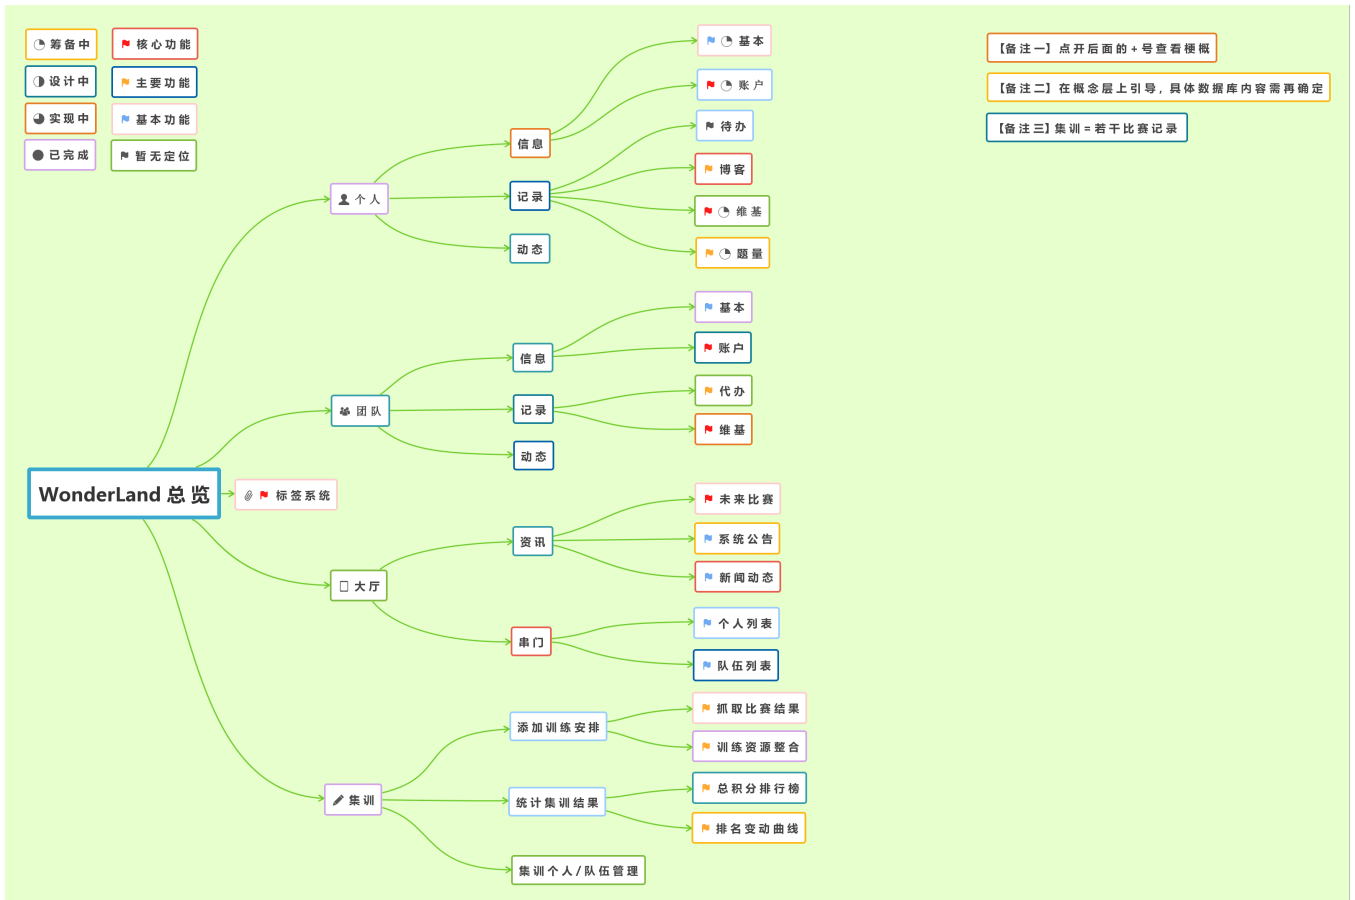 筹备中
核心功能
设计中
主要功能
实现中
基本功能
已完成
暂无定位
【备注一】点开后面的+号查看梗概
【备注二】在概念层上引导,具体数据库内容需再确定
【备注三】集训=若干比赛记录
WonderLand 总览
个人
信息
基本
账户
记录
待办
博客
维基
题量
动态
团队
信息
基本
账户
记录
代办
维基
动态
标签系统
大厅
资讯
未来比赛
系统公告
新闻动态
串门
个人列表
队伍列表
集训
添加训练安排
抓取比赛结果
训练资源整合
统计集训结果
总积分排行榜
排名变动曲线
集训个人/队伍管理